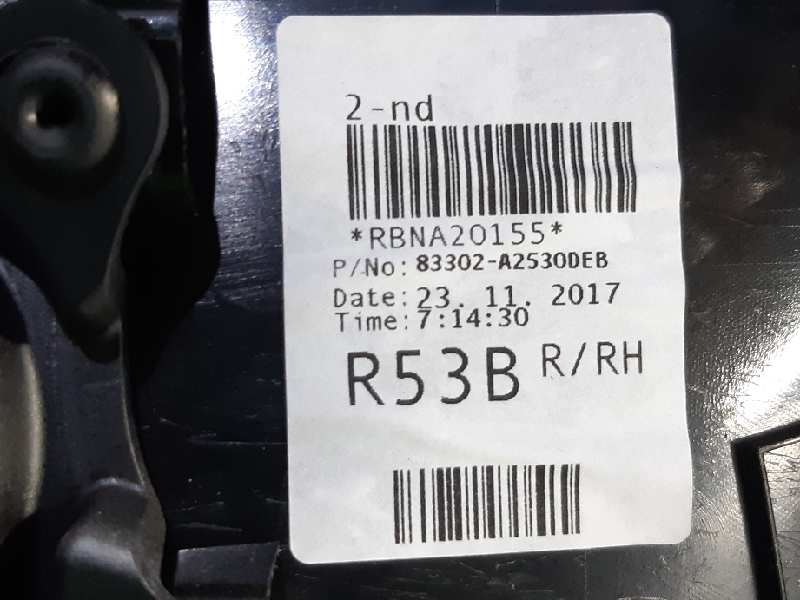 2-nd
*RBNA20155*
P/No: 83302-A2530DEB
Date: 23. 11. 2017
Time: 7:14:30
R53B R/RH